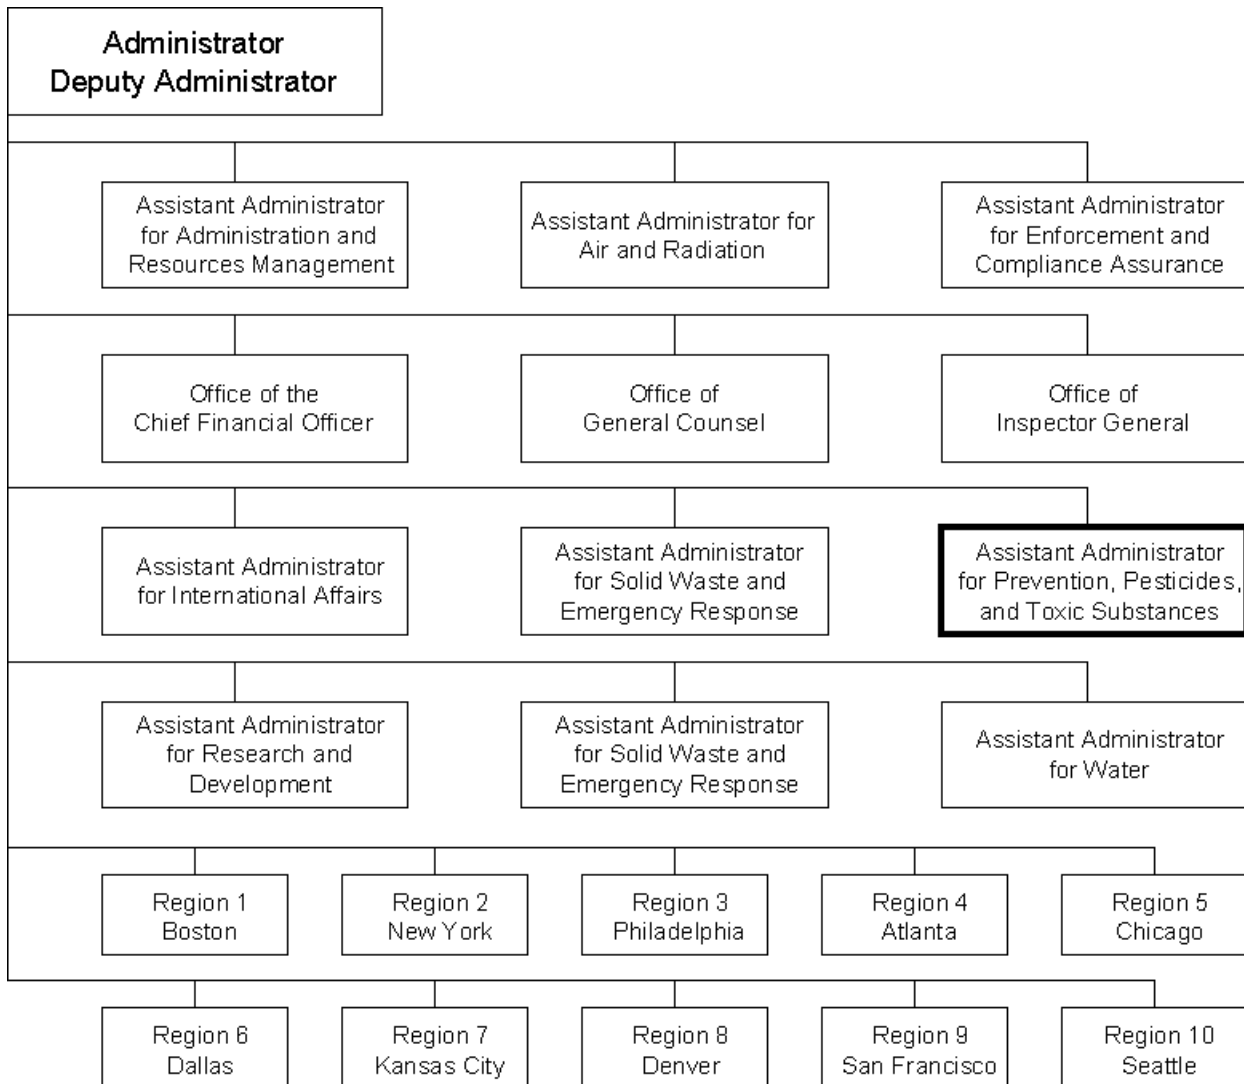 Administrator
Deputy Administrator
Assistant Administrator
for Administration and
Resources Management
Assistant Administrator for
Air and Radiation
Assistant Administrator
for Enforcement and
Compliance Assurance
Office of the
Chief Financial Officer
Office of
General Counsel
Office of
Inspector General
Assistant Administrator
for International Affairs
Assistant Administrator
for Solid Waste and
Emergency Response
Assistant Administrator
for Prevention, Pesticides,
and Toxic Substances
Assistant Administrator
for Research and
Development
Assistant Administrator
for Solid Waste and
Emergency Response
Assistant Administrator
for Water
Region 1
Boston
Region 2
New York
Region 3
Philadelphia
Region 4
Atlanta
Region 5
Chicago
Region 6
Dallas
Region 7
Kansas City
Region 8
Denver
Region 9
San Francisco
Region 10
Seattle